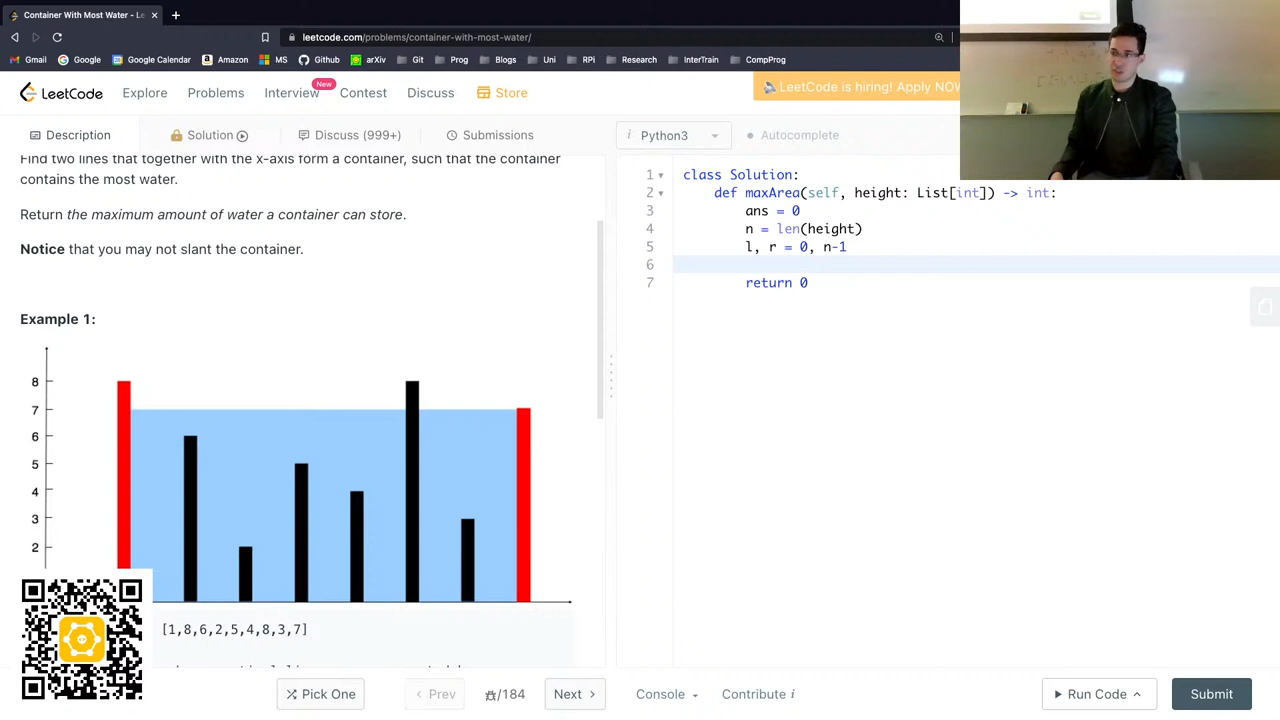 Container With Most Water - Le
leetcode.com/problems/container-with-most-water/
Gmail
Google
Google Calendar
Amazon
MS
Github
arXiv
Prog
Uni
RPi
Research
InterTrain
CompProg
LeetCode
Explore
Problems
Interview
New
Contest
Discuss
Store
LeetCode is hiring! Apply NOW
Description
Solution
Discuss (999+)
Submissions
i Python3
Autocomplete
Find two lines that together with the x-axis form a container, such that the container
contains the most water.
Return the maximum amount of water a container can store.
Notice that you may not slant the container.
Example 1:
8
7
6
5
4
3
2
[1,8,6,2,5,4,8,3,7]
1 class Solution:
2 def maxArea(self, height: List[int]) -> int:
3 ans = 0
4 n = len(height)
5 l, r = 0, n-1
6
7 return 0
Pick One
< Prev
/184
Next >
Console
Contribute i
Run Code
Submit